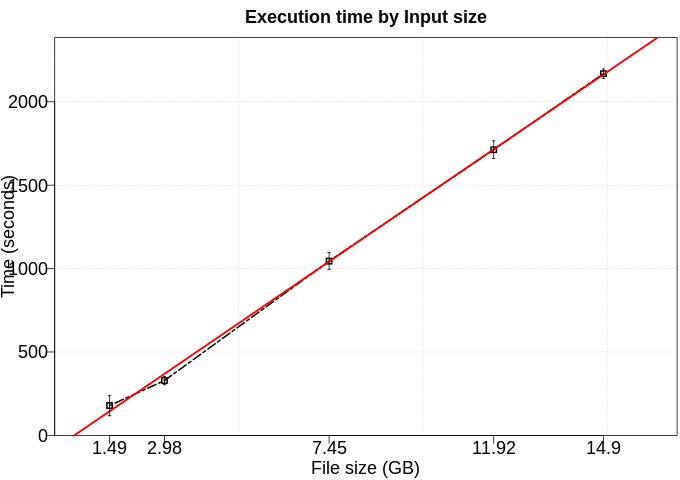 Execution time by Input size
Time (seconds)
2000
1500
1000
500
0
1.49 2.98 7.45 11.92 14.9
File size (GB)